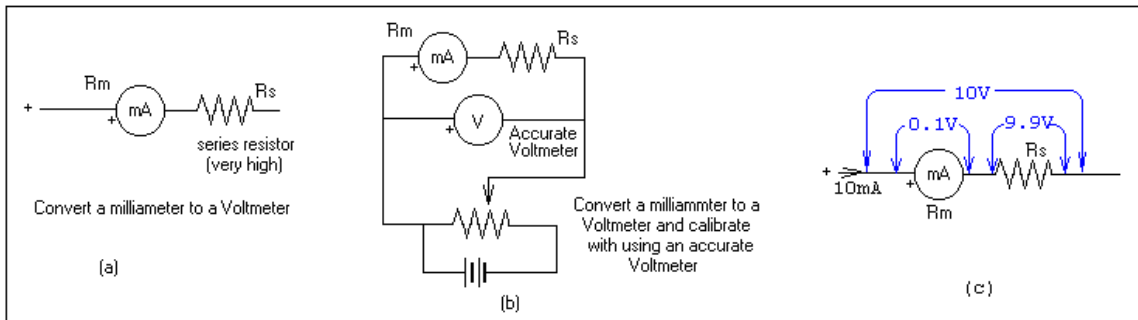 +
Rm
+
mA
Rs
series resistor
(very high)
Convert a milliameter to a Voltmeter
(a)
Rm
+
mA
Rs
+
V
Accurate
Voltmeter
Convert a milliammter to a
Voltmeter and calibrate
with using an accurate
Voltmeter
(b)
10V
0.1V
9.9V
+
10mA
+
mA
Rm
Rs
(c)